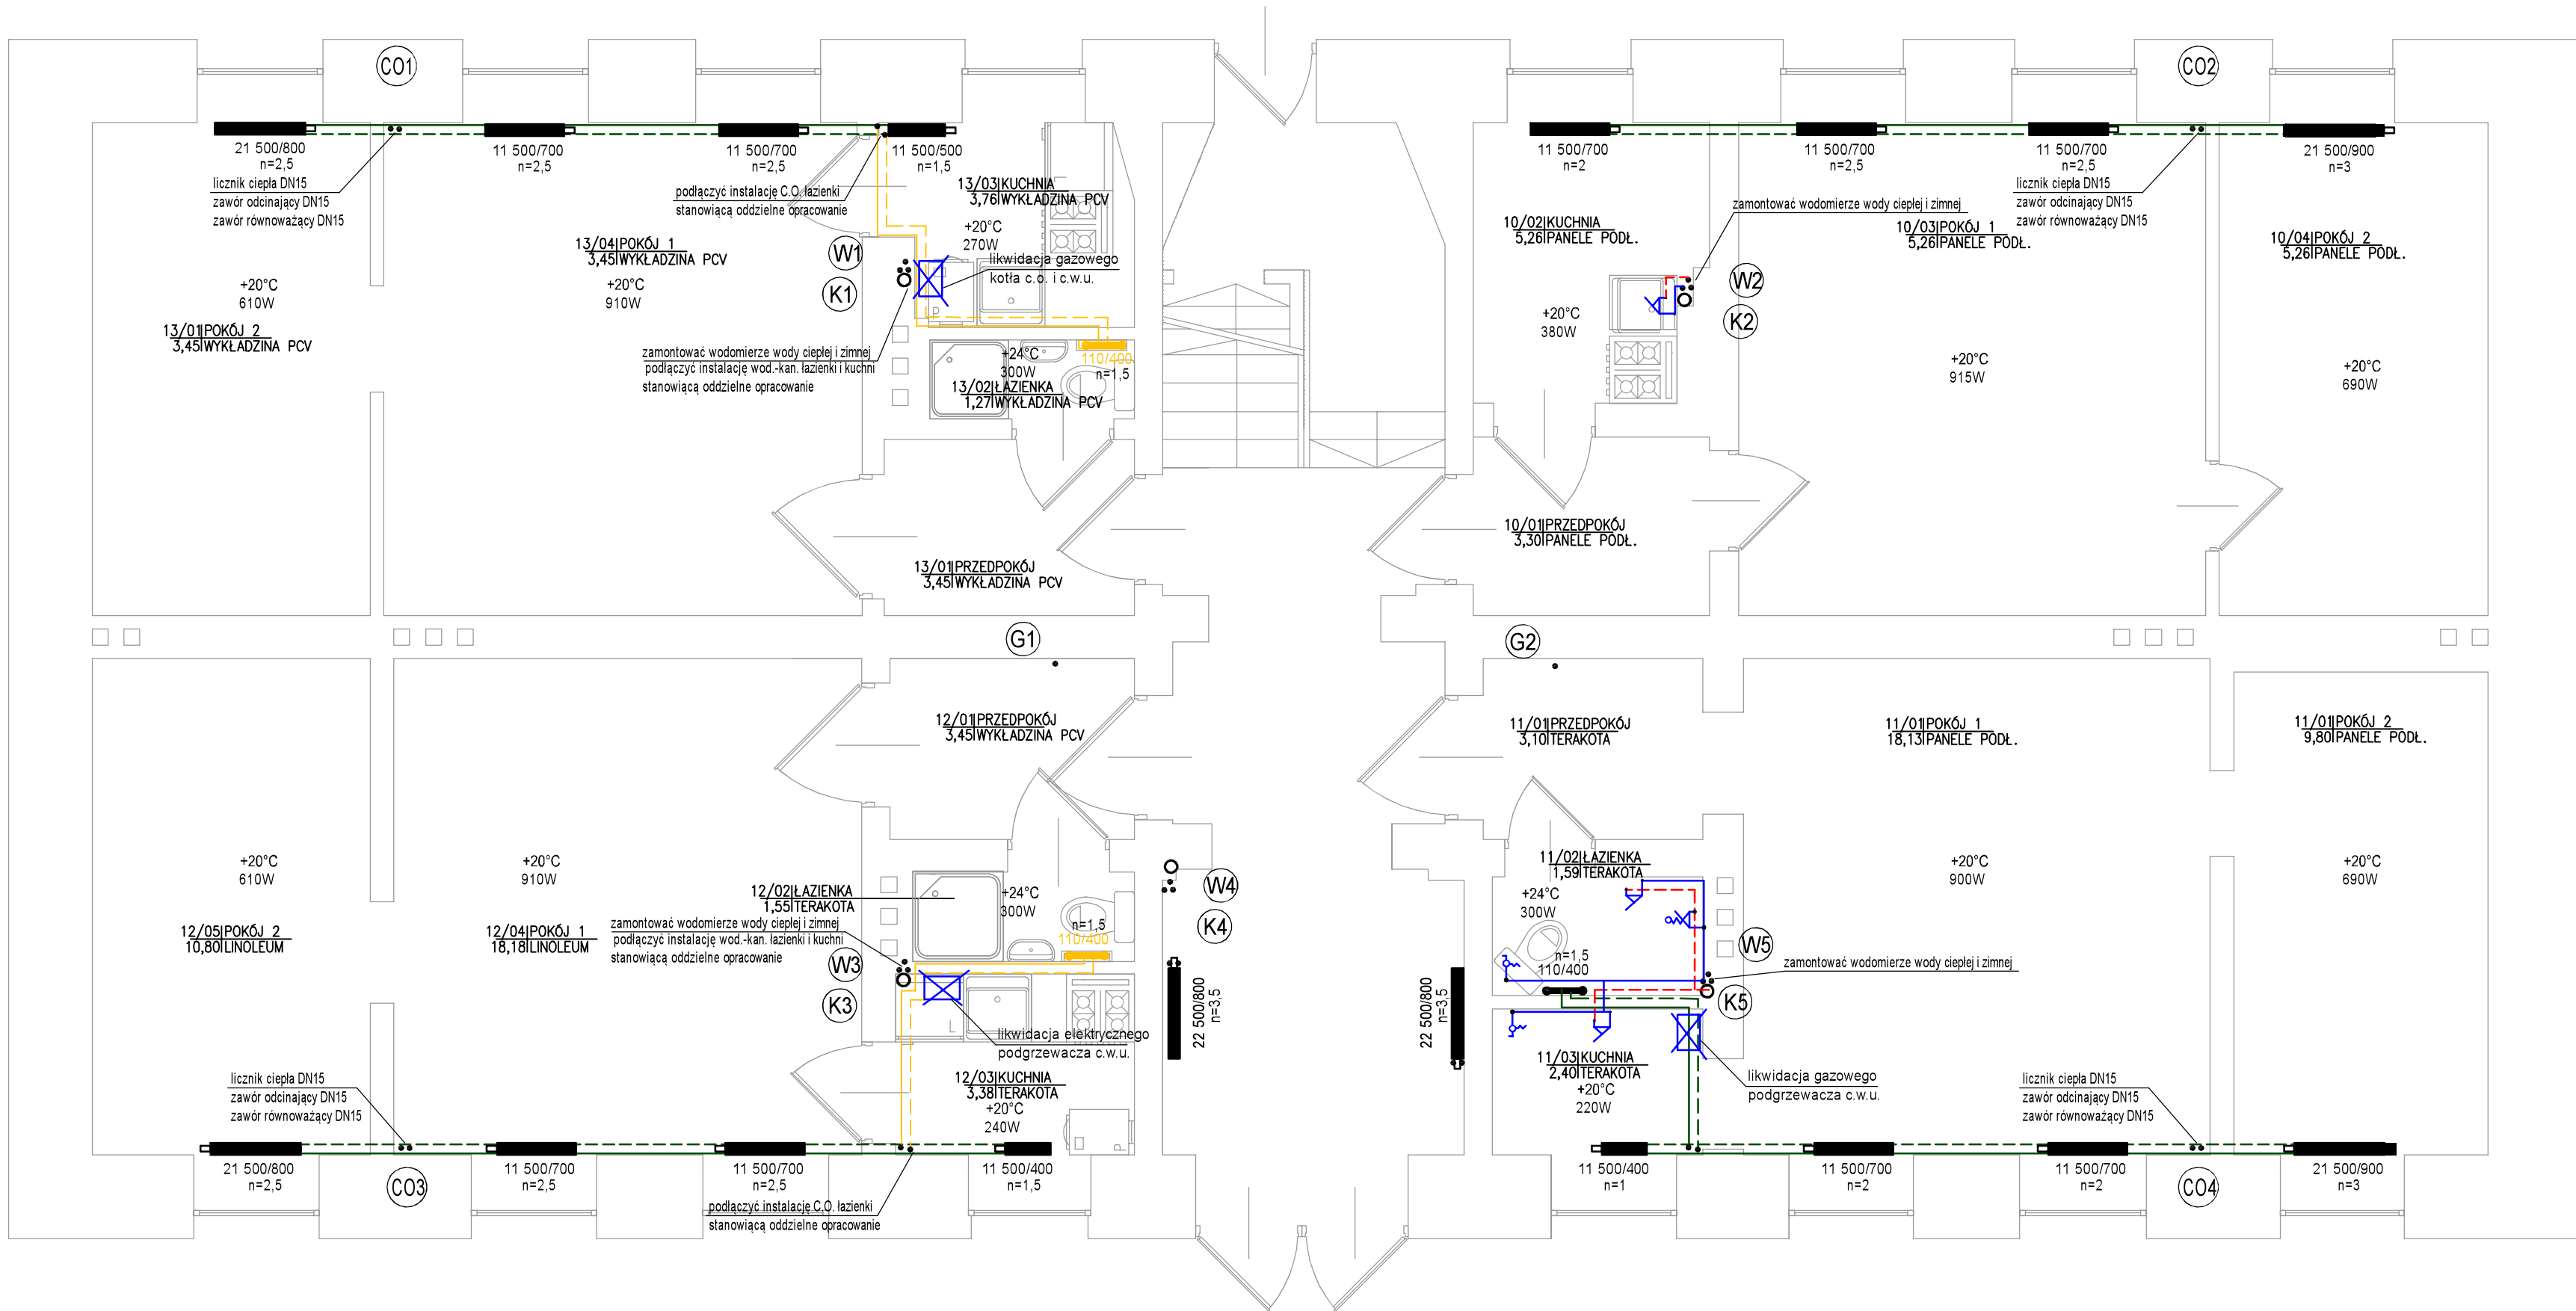 CO1
CO2
21 500/800
n=2,5
11 500/700
n=2,5
11 500/700
n=2,5
11 500/500
n=1,5
11 500/700
n=2
11 500/700
n=2,5
11 500/700
n=2,5
21 500/900
n=3
licznik ciepła DN15
zawór odcinający DN15
zawór równoważący DN15
podłączyć instalację C.O. łazienki
stanowiącą oddzielne opracowanie
13/03 KUCHNIA
3,76 WYKŁADZINA PCV
+20°C
270W
licznik ciepła DN15
zawór odcinający DN15
zawór równoważący DN15
zamontować wodomierze wody ciepłej i zimnej
10/02 KUCHNIA
5,26 PANELE PODŁ.
10/03 POKÓJ 1
5,26 PANELE PODŁ.
10/04 POKÓJ 2
5,26 PANELE PODŁ.
13/04 POKÓJ 1
3,45 WYKŁADZINA PCV
W1
K1
likwidacja gazowego
kotła c.o. i c.w.u.
P
W2
K2
+20°C
610W
+20°C
910W
13/01 POKÓJ 2
3,45 WYKŁADZINA PCV
+20°C
380W
zamontować wodomierze wody ciepłej i zimnej
podłączyć instalację wod.-kan. łazienki i kuchni
stanowiącą oddzielne opracowanie
+24°C
300W
110/400
n=1,5
13/02 ŁAZIENKA
1,27 WYKŁADZINA PCV
+20°C
915W
+20°C
690W
10/01 PRZEDPOKÓJ
3,30 PANELE PODŁ.
13/01 PRZEDPOKÓJ
3,45 WYKŁADZINA PCV
G1
G2
12/01 PRZEDPOKÓJ
3,45 WYKŁADZINA PCV
11/01 PRZEDPOKÓJ
3,10 TERAKOTA
11/01 POKÓJ 1
18,13 PANELE PODŁ.
11/01 POKÓJ 2
9,80 PANELE PODŁ.
+20°C
610W
+20°C
910W
12/02 ŁAZIENKA
1,55 TERAKOTA
+24°C
300W
n=1,5
110/400
W4
K4
11/02 ŁAZIENKA
1,59 TERAKOTA
+24°C
300W
n=1,5
110/400
+20°C
900W
+20°C
690W
12/05 POKÓJ 2
10,80 LINOLEUM
12/04 POKÓJ 1
18,18 LINOLEUM
zamontować wodomierze wody ciepłej i zimnej
podłączyć instalację wod.-kan. łazienki i kuchni
stanowiącą oddzielne opracowanie
W3
K3
W5
K5
zamontować wodomierze wody ciepłej i zimnej
22 500/800
n=3,5
22 500/800
n=3,5
L
likwidacja elektrycznego
podgrzewacza c.w.u.
12/03 KUCHNIA
3,38 TERAKOTA
+20°C
240W
11/03 KUCHNIA
2,40 TERAKOTA
+20°C
220W
likwidacja gazowego
podgrzewacza c.w.u.
licznik ciepła DN15
zawór odcinający DN15
zawór równoważący DN15
licznik ciepła DN15
zawór odcinający DN15
zawór równoważący DN15
21 500/800
n=2,5
11 500/700
n=2,5
11 500/700
n=2,5
11 500/400
n=1,5
11 500/400
n=1
11 500/700
n=2
11 500/700
n=2
21 500/900
n=3
CO3
CO4
podłączyć instalację C.O. łazienki
stanowiącą oddzielne opracowanie